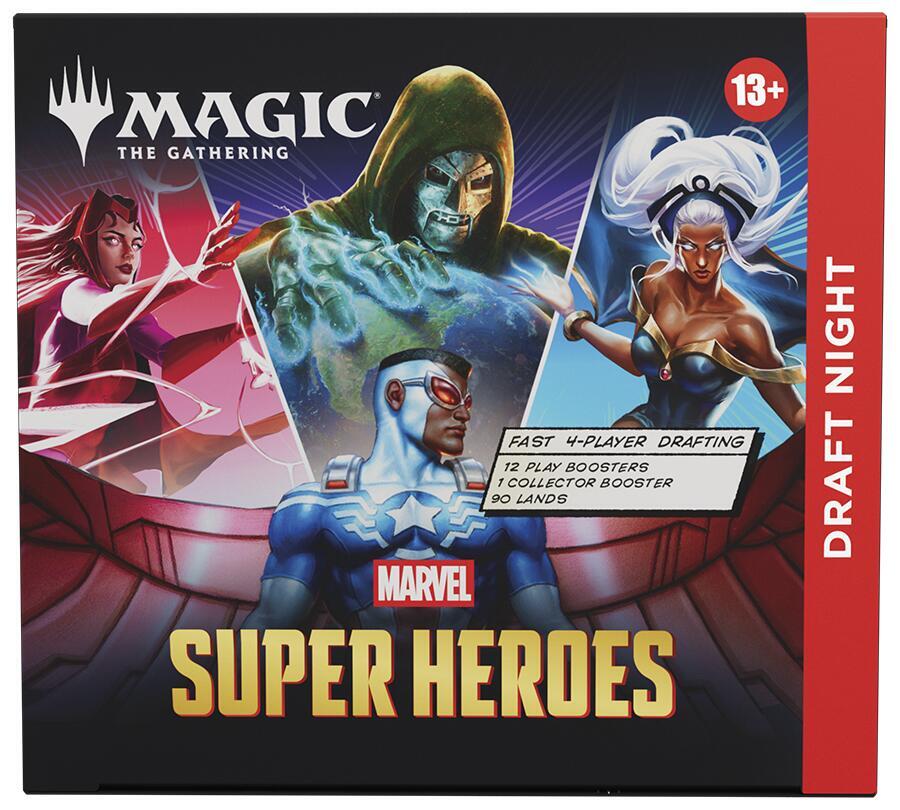 MAGIC®
THE GATHERING
13+
FAST 4-PLAYER DRAFTING
12 PLAY BOOSTERS
1 COLLECTOR BOOSTER
90 LANDS
DRAFT NIGHT
MARVEL
SUPER HEROES